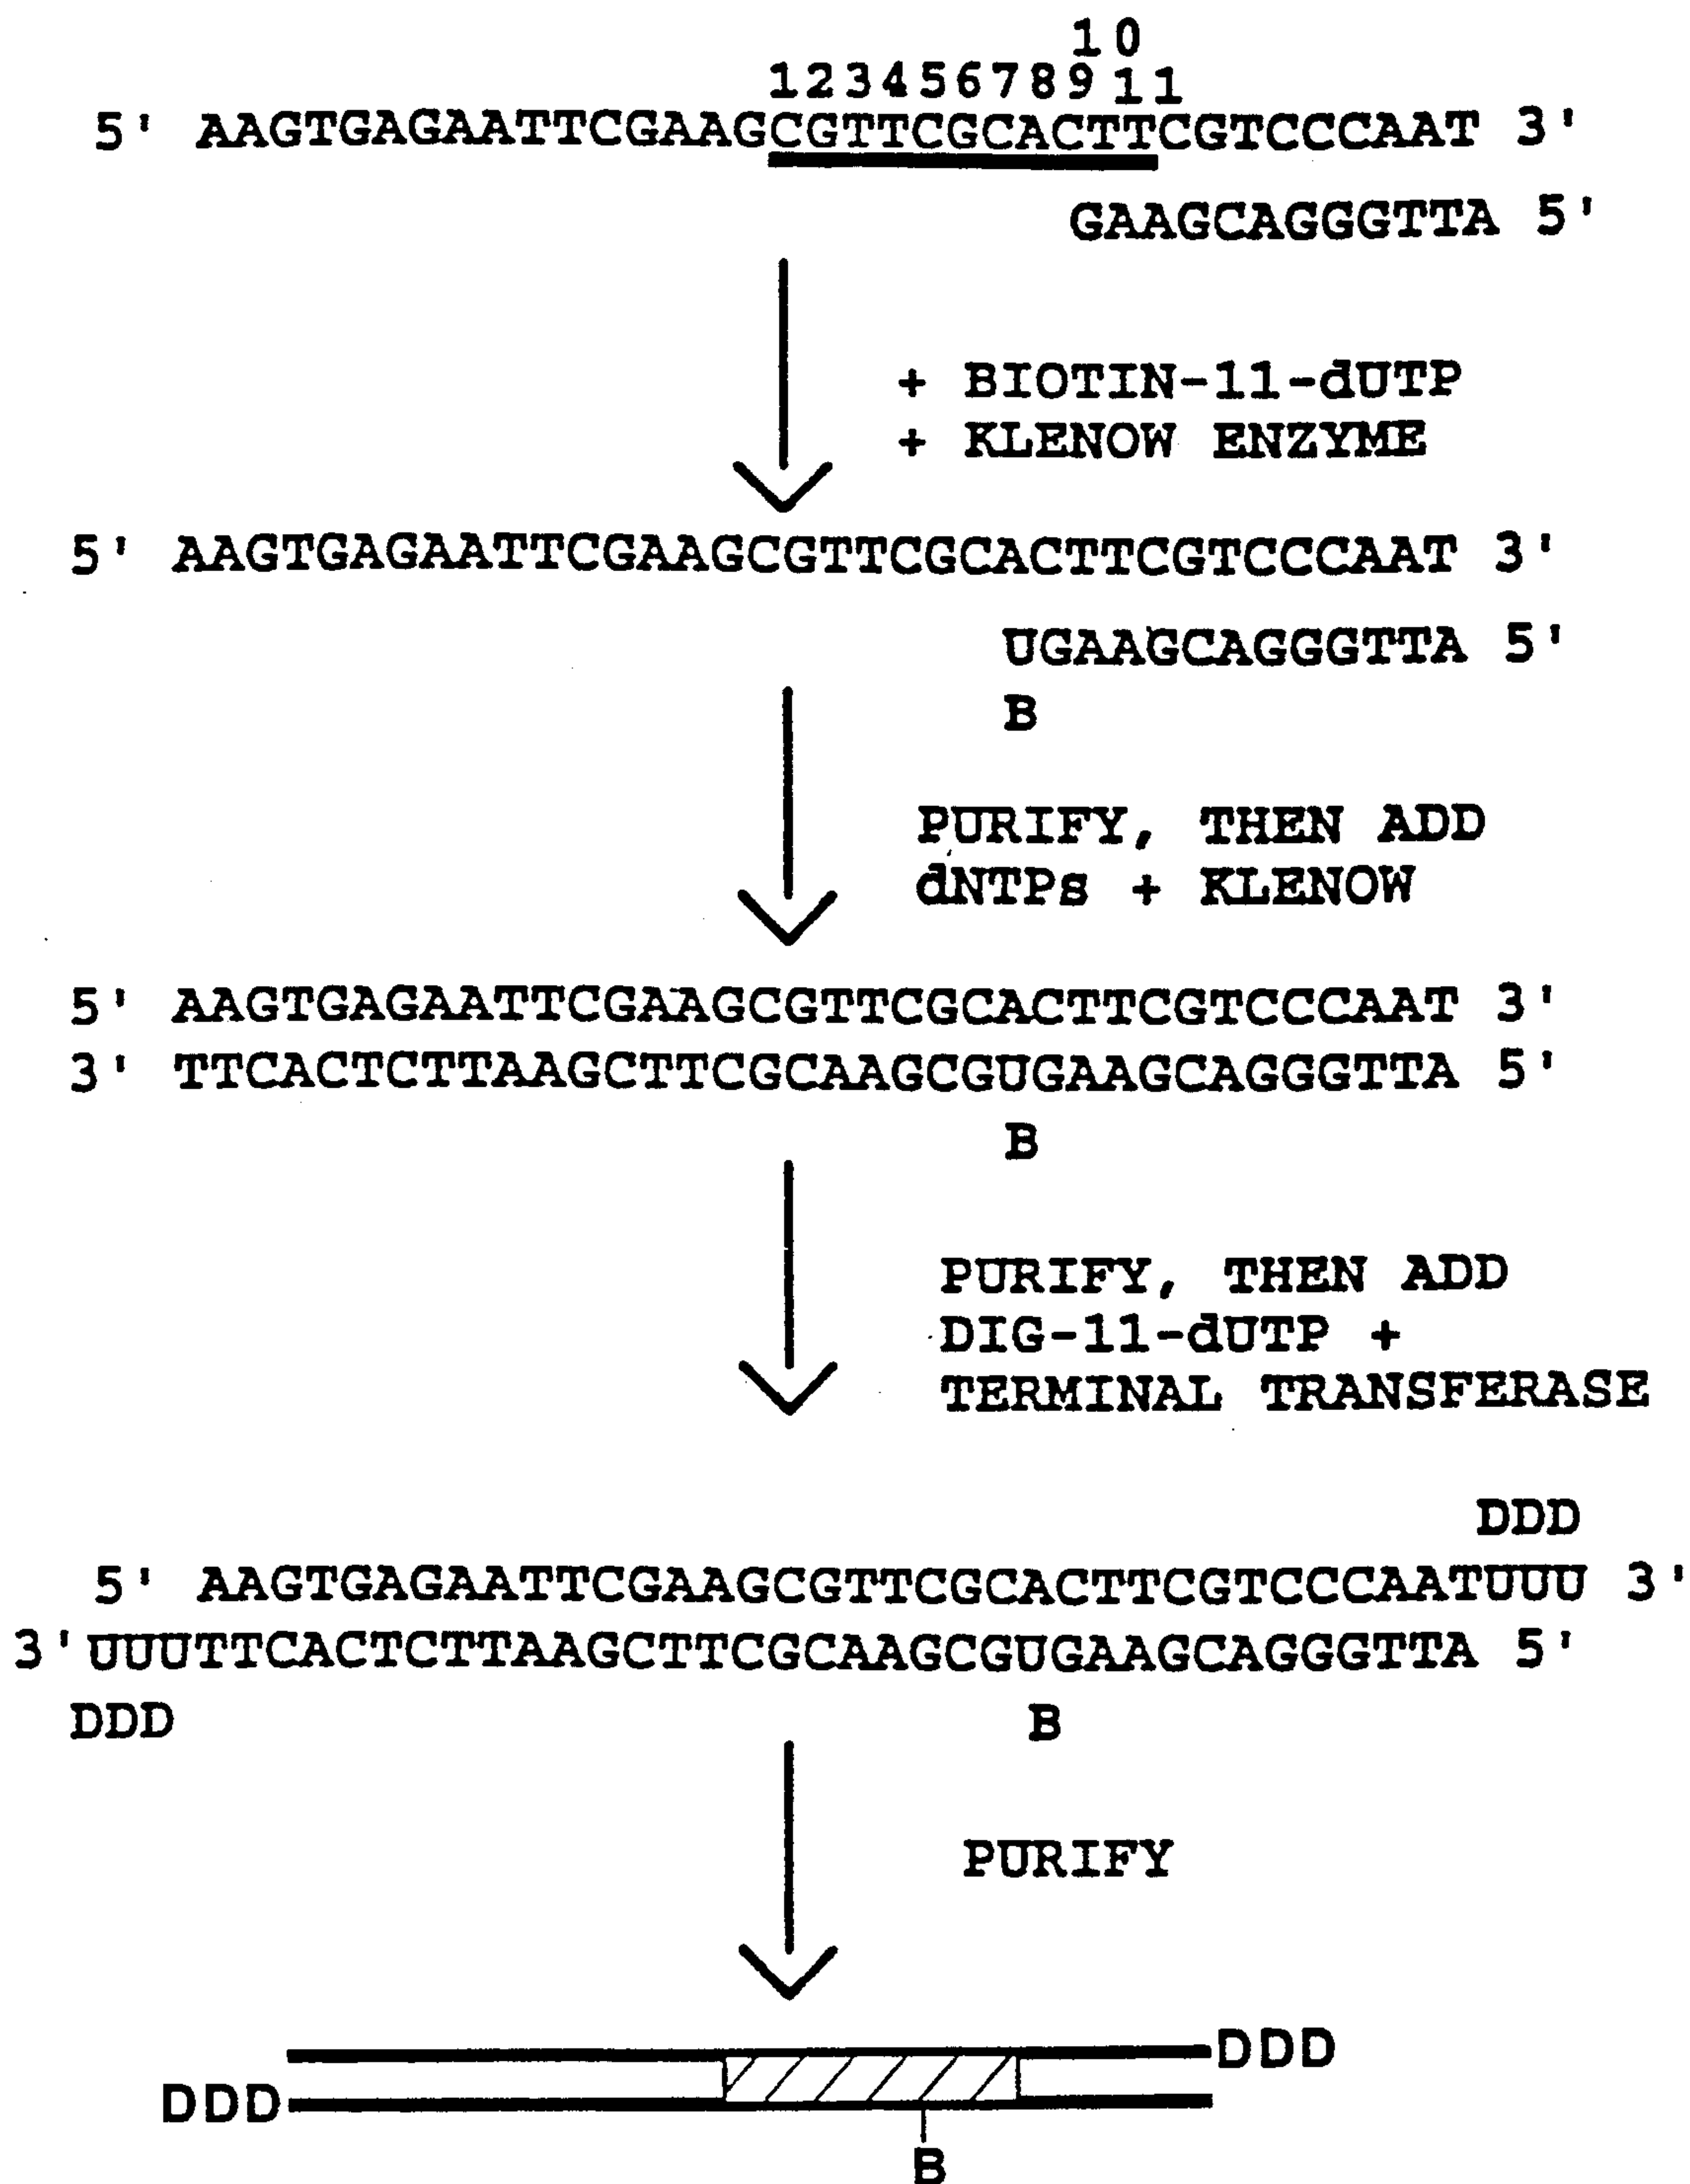 10
123456789 11
5' AAGTGAGAATTCGAAGCGTTCGCACTTCGTCCCAAT 3'
GAAGCAGGGTTA 5'
+ BIOTIN-11-dUTP
+ KLENOW ENZYME
5' AAGTGAGAATTCGAAGCGTTCGCACTTCGTCCCAAT 3'
UGAAGCAGGGTTA 5'
B
PURIFY, THEN ADD
dNTPs + KLENOW
5' AAGTGAGAATTCGAAGCGTTCGCACTTCGTCCCAAT 3'
3' TTCACTCTTAAGCTTCGCAAGCGUGAAGCAGGGTTA 5'
B
PURIFY, THEN ADD
DIG-11-dUTP +
TERMINAL TRANSFERASE
DDD
5' AAGTGAGAATTCGAAGCGTTCGCACTTCGTCCCAATUUU 3'
3'UUUTTCACTCTTAAGCTTCGCAAGCGUGAAGCAGGGTTA 5'
DDD B
PURIFY
DDD
DDD
B